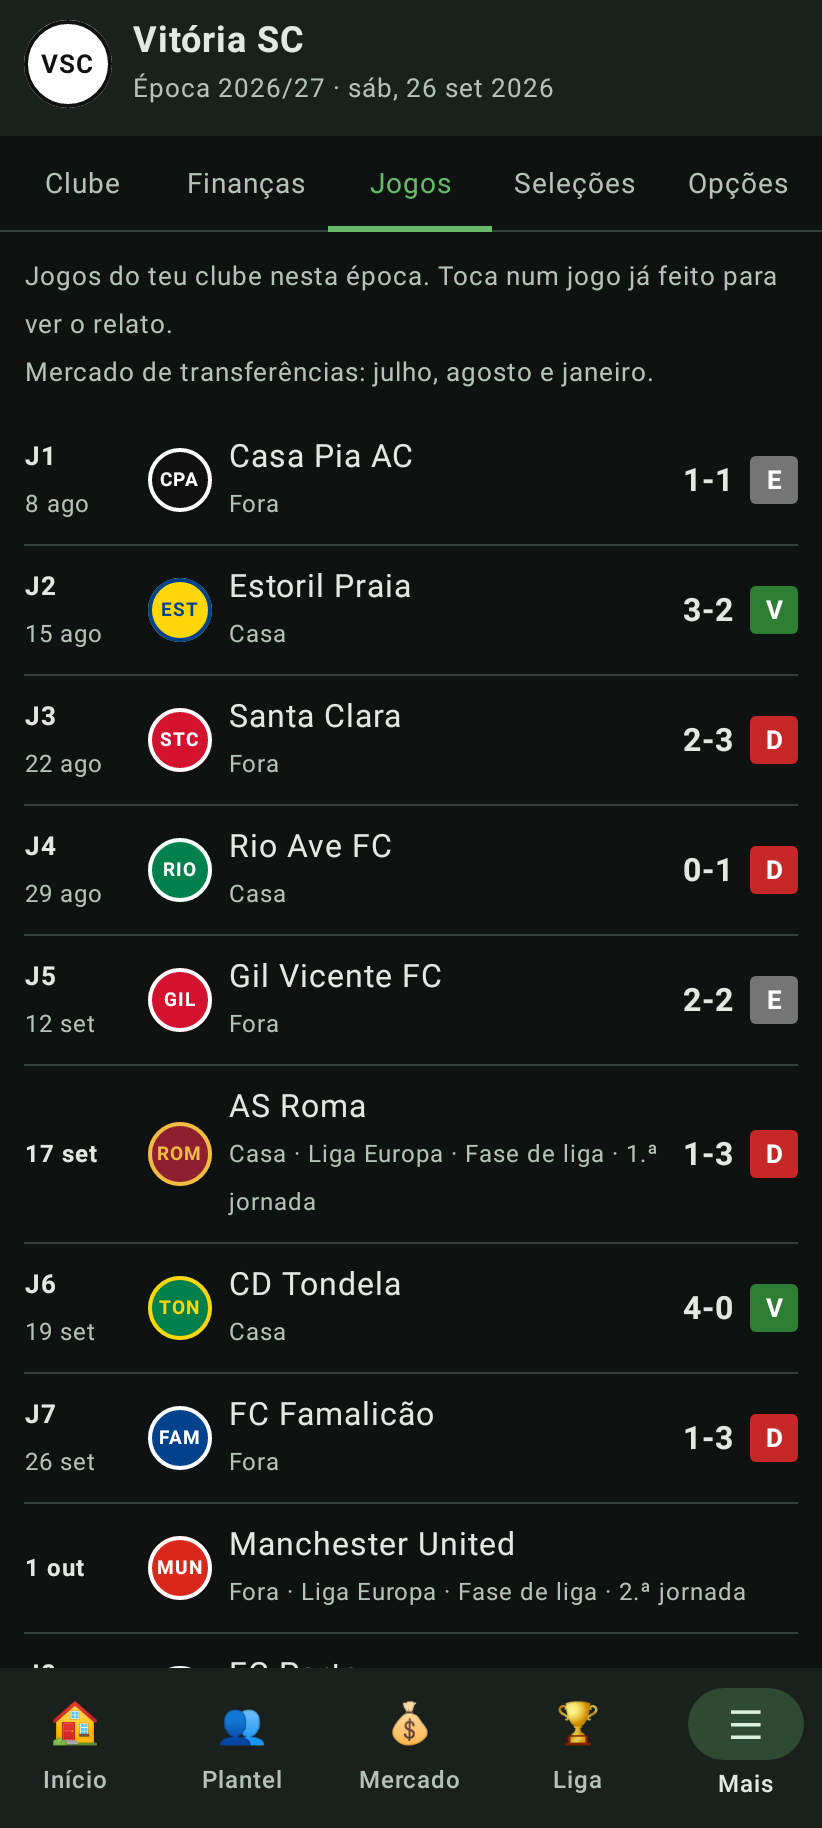 VSC
Vitória SC
Época 2026/27 · sáb, 26 set 2026
Clube Finanças Jogos Seleções Opções
Jogos do teu clube nesta época. Toca num jogo já feito para
ver o relato.
Mercado de transferências: julho, agosto e janeiro.
J1
8 ago
CPA
Casa Pia AC
Fora
1-1 E
J2
15 ago
EST
Estoril Praia
Casa
3-2 V
J3
22 ago
STC
Santa Clara
Fora
2-3 D
J4
29 ago
RIO
Rio Ave FC
Casa
0-1 D
J5
12 set
GIL
Gil Vicente FC
Fora
2-2 E
17 set
ROM
AS Roma
Casa · Liga Europa · Fase de liga · 1.ª
jornada
1-3 D
J6
19 set
TON
CD Tondela
Casa
4-0 V
J7
26 set
FAM
FC Famalicão
Fora
1-3 D
1 out
MUN
Manchester United
Fora · Liga Europa · Fase de liga · 2.ª jornada
Início Plantel Mercado Liga Mais